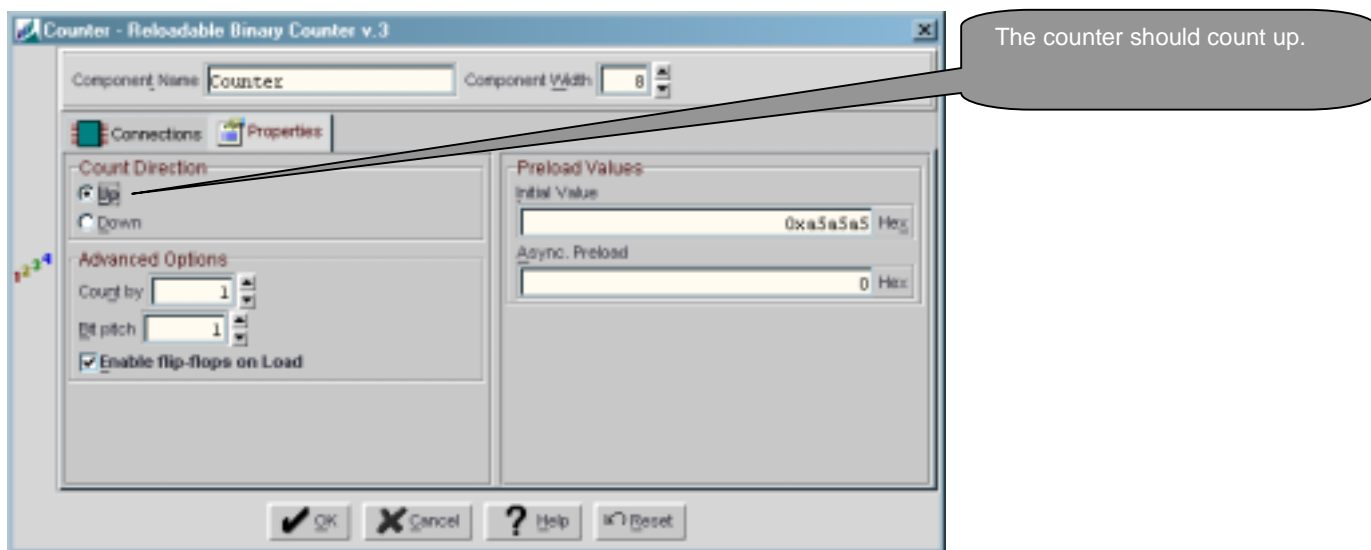 Counter - Reloadable Binary Counter v.3
The counter should count up.
Component Name Counter Component Width 8
Connections Properties
Count Direction
Up
Down
Advanced Options
Count by 1
Bit pitch 1
Enable flip-flops on Load
Preload Values
Initial Value
0xa5a5a5 Hex
Async. Preload
0 Hex
1234
OK Cancel Help Reset